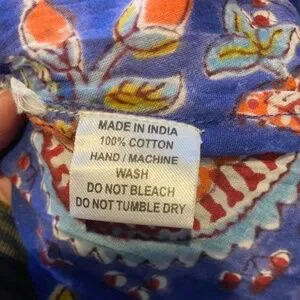 MADE IN INDIA
100% COTTON
HAND / MACHINE
WASH
DO NOT BLEACH
DO NOT TUMBLE DRY